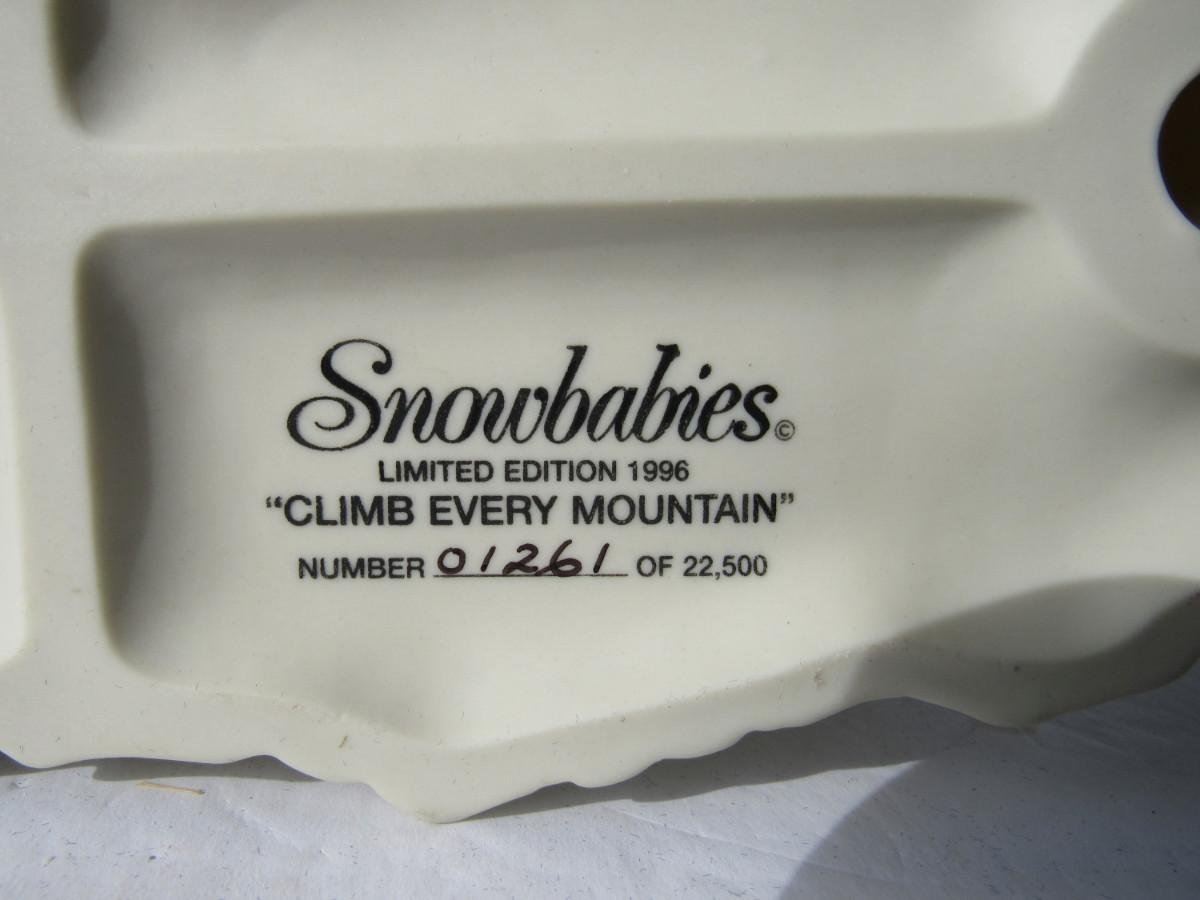 Snowbabies©
LIMITED EDITION 1996
“CLIMB EVERY MOUNTAIN”
NUMBER 01261 OF 22,500